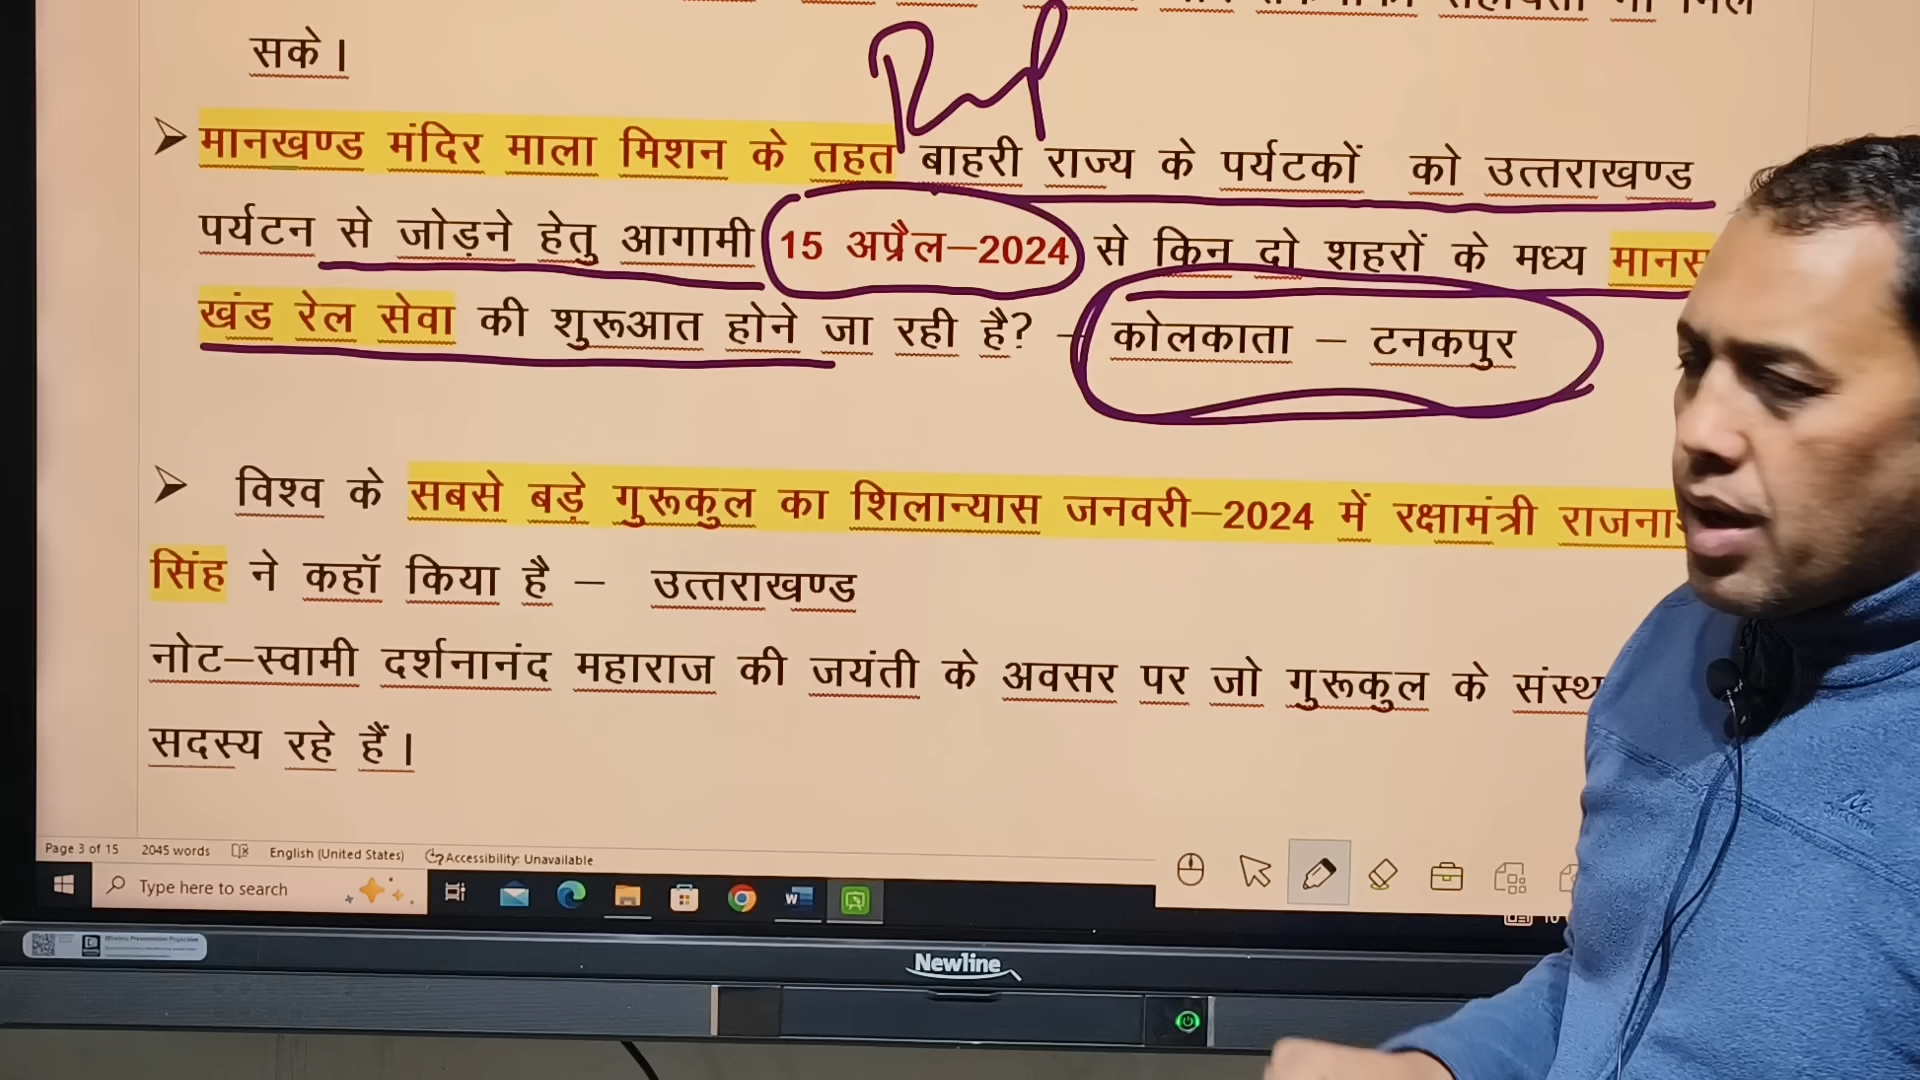 सके।
मानखण्ड मंदिर माला मिशन के तहत बाहरी राज्य के पर्यटकों को उत्तराखण्ड
पर्यटन से जोड़ने हेतु आगामी 15 अप्रैल–2024 से किन दो शहरों के मध्य मानस
खंड रेल सेवा की शुरूआत होने जा रही है? – कोलकाता – टनकपुर
विश्व के सबसे बड़े गुरूकुल का शिलान्यास जनवरी–2024 में रक्षामंत्री
सिंह ने कहॉ किया है – उत्तराखण्ड
नोट–स्वामी दर्शनानंद महाराज की जयंती के अवसर पर जो गुरूकुल के
सदस्य रहे हैं।
Page 3 of 15 2045 words English (United States) Accessibility: Unavailable
Type here to search
Newline